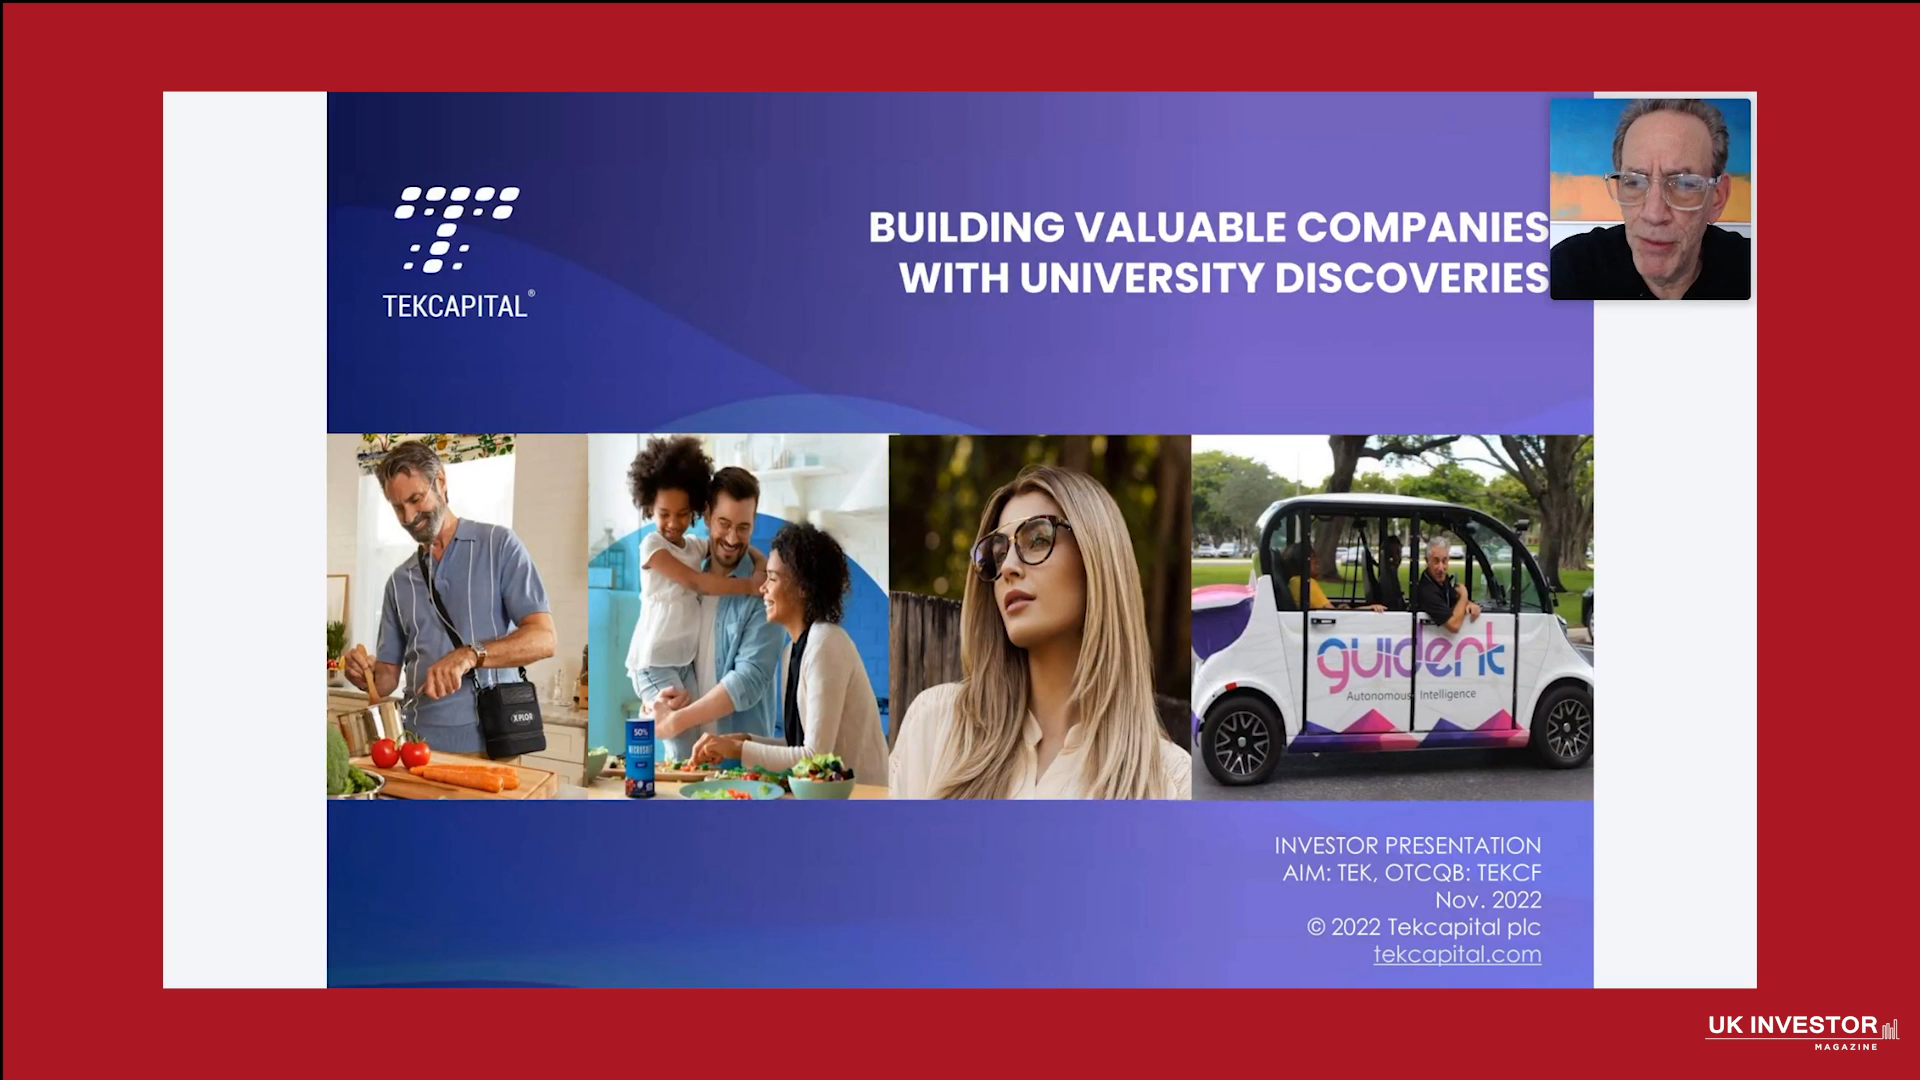 TEKCAPITAL®
BUILDING VALUABLE COMPANIES
WITH UNIVERSITY DISCOVERIES
XPLOR
50%
MICROSALT
guident
Autonomous Intelligence
INVESTOR PRESENTATION
AIM: TEK, OTCQB: TEKCF
Nov. 2022
© 2022 Tekcapital plc
tekcapital.com
UK INVESTOR
MAGAZINE